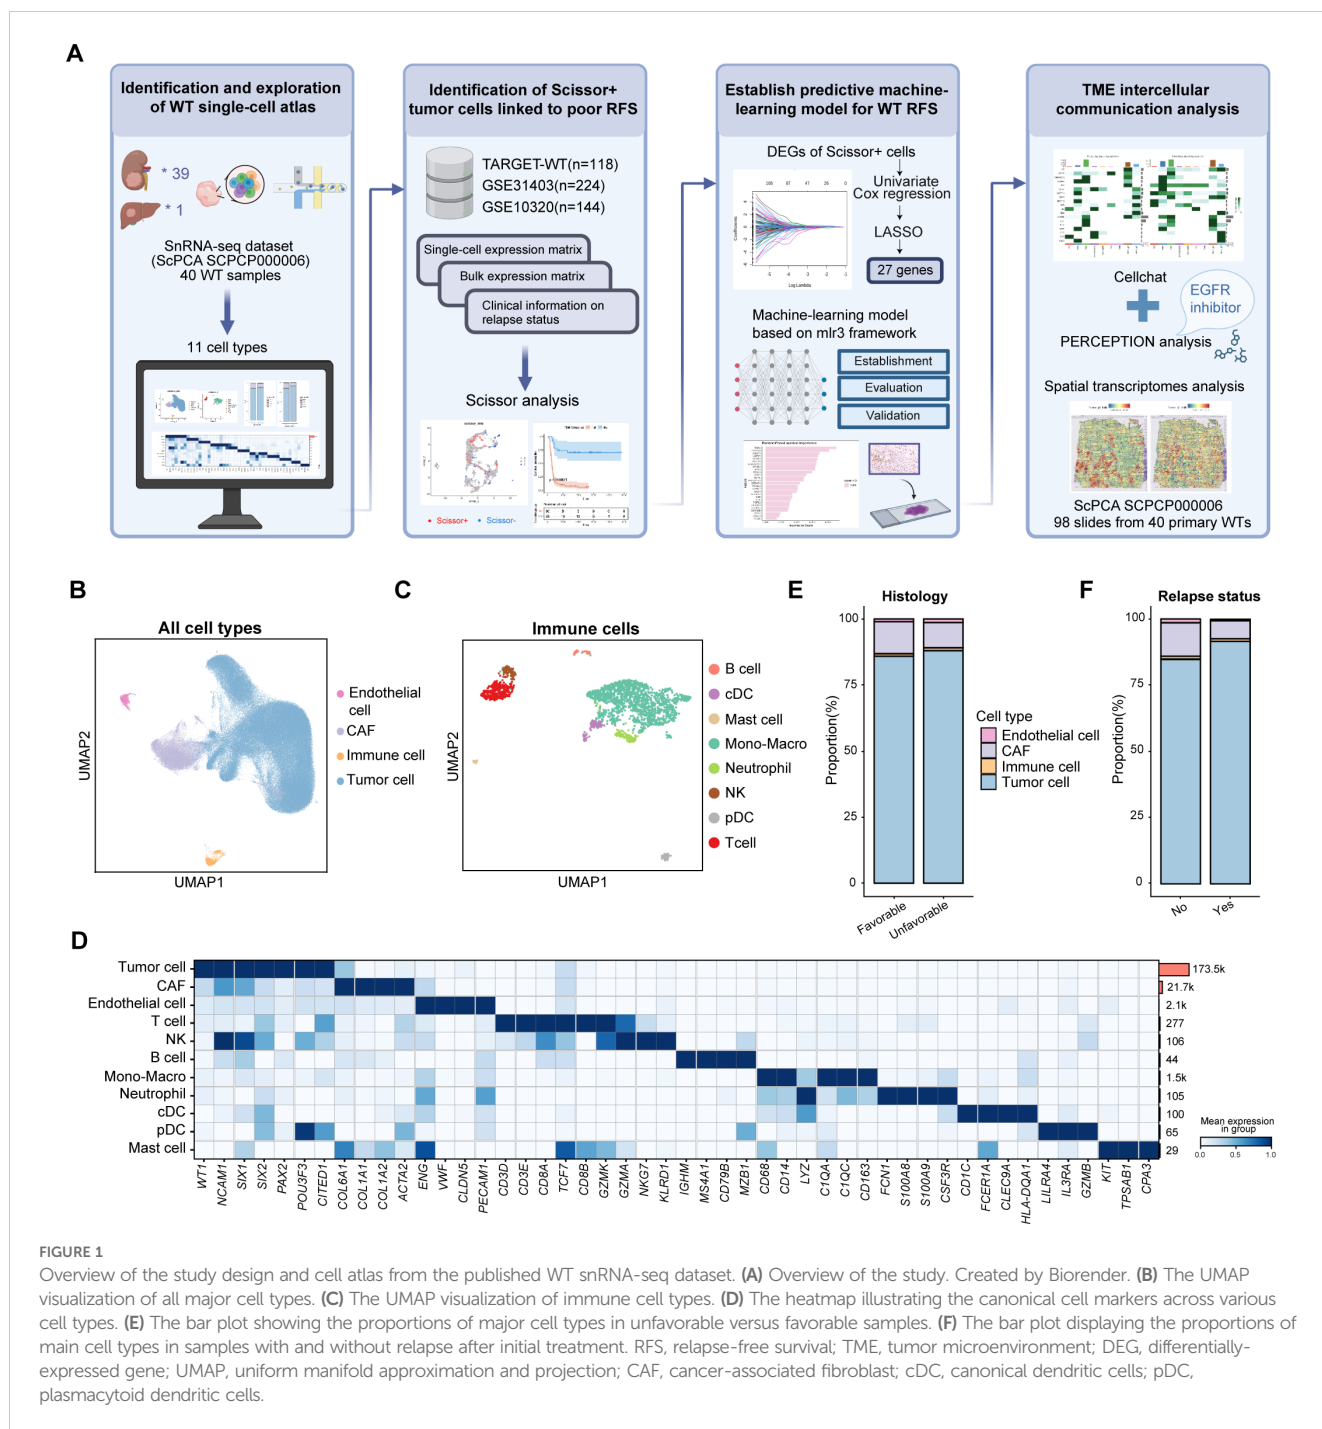 A
Identification and exploration
of WT single-cell atlas
* 39
* 1
SnRNA-seq dataset
(ScPCA SCPCP000006)
40 WT samples
11 cell types
Identification of Scissor+
tumor cells linked to poor RFS
TARGET-WT(n=118)
GSE31403(n=224)
GSE10320(n=144)
Single-cell expression matrix
Bulk expression matrix
Clinical information on
relapse status
Scissor analysis
Scissor+
Scissor-
Establish predictive machine-
learning model for WT RFS
DEGs of Scissor+ cells
Univariate
Cox regression
LASSO
27 genes
Log Lambda
Machine-learning model
based on mlr3 framework
Establishment
Evaluation
Validation
TME intercellular
communication analysis
Cellchat
EGFR
inhibitor
PERCEPTION analysis
Spatial transcriptomes analysis
ScPCA SCPCP000006
98 slides from 40 primary WTs
B
All cell types
UMAP2
UMAP1
Endothelial
cell
CAF
Immune cell
Tumor cell
C
Immune cells
UMAP2
UMAP1
B cell
cDC
Mast cell
Mono-Macro
Neutrophil
NK
pDC
Tcell
E
Histology
Proportion(%)
100
75
50
25
0
Favorable
Unfavorable
Cell type
Endothelial cell
CAF
Immune cell
Tumor cell
F
Relapse status
Proportion(%)
100
75
50
25
0
No
Yes
D
Tumor cell
CAF
Endothelial cell
T cell
NK
B cell
Mono-Macro
Neutrophil
cDC
pDC
Mast cell
173.5k
21.7k
2.1k
277
106
44
1.5k
105
100
65
29
Mean expression
in group
0.0 0.5 1.0
WT1 NCAM1 SIX1 SIX2 PAX2 POU3F3 CITED1 COL6A1 COL1A1 COL1A2 ACTA2 ENG VWF CLDN5 PECAM1 CD3D CD3E CD8A TCF7 CD8B GZMK GZMA NKG7 KLRD1 IGHM MS4A1 CD79B MZB1 CD68 CD14 LYZ C1QA C1QC CD163 FCN1 S100A8 S100A9 CSF3R CD1C FCER1A CLEC9A HLA-DQA1 LILRA4 IL3RA GZMB KIT TPSAB1 CPA3
FIGURE 1
Overview of the study design and cell atlas from the published WT snRNA-seq dataset. (A) Overview of the study. Created by Biorender. (B) The UMAP
visualization of all major cell types. (C) The UMAP visualization of immune cell types. (D) The heatmap illustrating the canonical cell markers across various
cell types. (E) The bar plot showing the proportions of major cell types in unfavorable versus favorable samples. (F) The bar plot displaying the proportions of
main cell types in samples with and without relapse after initial treatment. RFS, relapse-free survival; TME, tumor microenvironment; DEG, differentially-
expressed gene; UMAP, uniform manifold approximation and projection; CAF, cancer-associated fibroblast; cDC, canonical dendritic cells; pDC,
plasmacytoid dendritic cells.